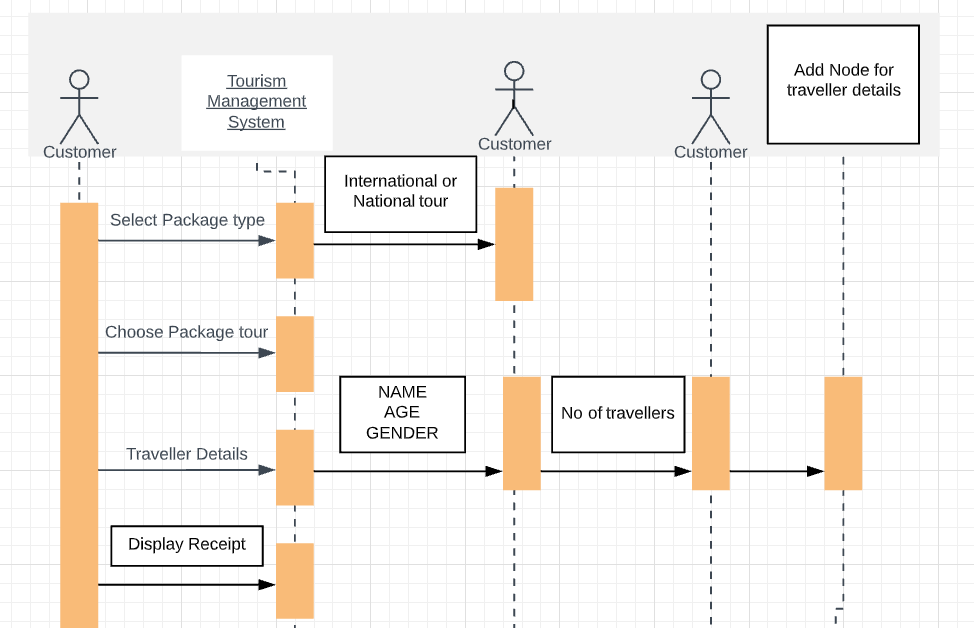 Customer
Tourism
Management
System
Customer
Customer
Add Node for
traveller details
International or
National tour
Select Package type
Choose Package tour
NAME
AGE
GENDER
No of travellers
Traveller Details
Display Receipt